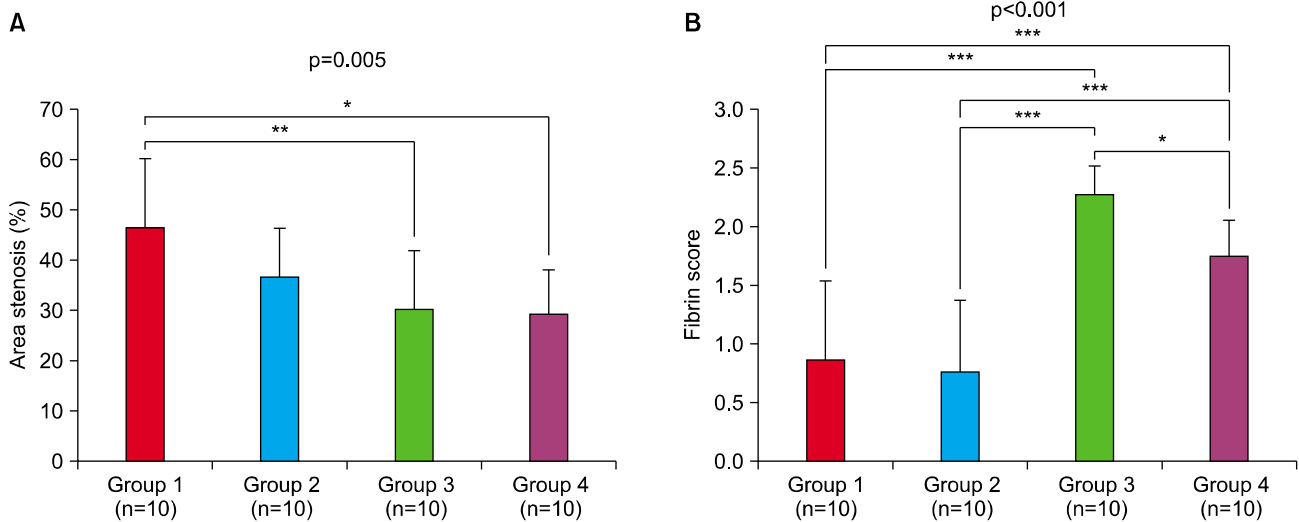 A
p=0.005
*
**
70
60
50
40
30
20
10
0
Area stenosis (%)
Group 1
(n=10)
Group 2
(n=10)
Group 3
(n=10)
Group 4
(n=10)
B
p<0.001
***
***
***
***
*
3.0
2.5
2.0
1.5
1.0
0.5
0.0
Fibrin score
Group 1
(n=10)
Group 2
(n=10)
Group 3
(n=10)
Group 4
(n=10)